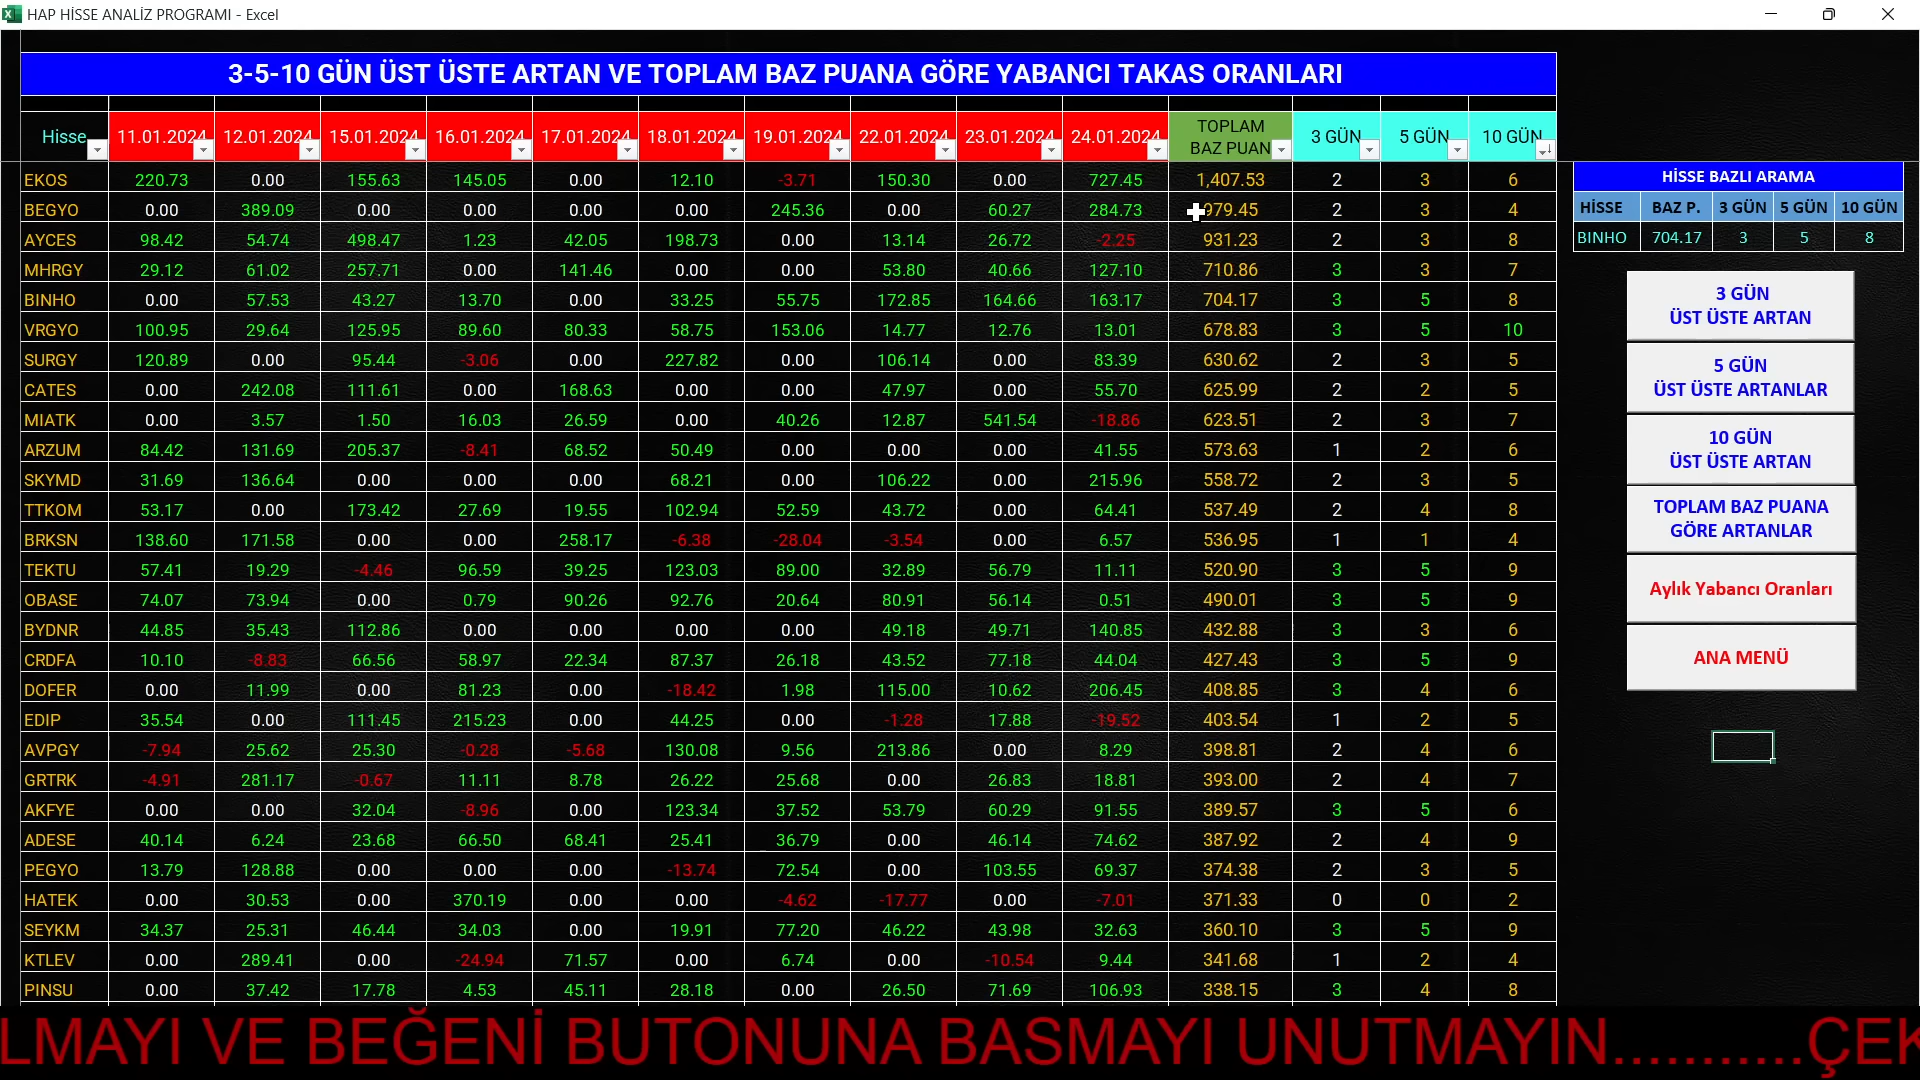 HAP HİSSE ANALİZ PROGRAMI - Excel
3-5-10 GÜN ÜST ÜSTE ARTAN VE TOPLAM BAZ PUANA GÖRE YABANCI TAKAS ORANLARI
Hisse 11.01.2024 12.01.2024 15.01.2024 16.01.2024 17.01.2024 18.01.2024 19.01.2024 22.01.2024 23.01.2024 24.01.2024 TOPLAM BAZ PUAN 3 GÜN 5 GÜN 10 GÜN
EKOS 220.73 0.00 155.63 145.05 0.00 12.10 -3.71 150.30 0.00 727.45 1,407.53 2 3 6
BEGYO 0.00 389.09 0.00 0.00 0.00 0.00 245.36 0.00 60.27 284.73 979.45 2 3 4
AYCES 98.42 54.74 498.47 1.23 42.05 198.73 0.00 13.14 26.72 -2.25 931.23 2 3 8
MHRGY 29.12 61.02 257.71 0.00 141.46 0.00 0.00 53.80 40.66 127.10 710.86 3 3 7
BINHO 0.00 57.53 43.27 13.70 0.00 33.25 55.75 172.85 164.66 163.17 704.17 3 5 8
VRGYO 100.95 29.64 125.95 89.60 80.33 58.75 153.06 14.77 12.76 13.01 678.83 3 5 10
SURGY 120.89 0.00 95.44 -3.06 0.00 227.82 0.00 106.14 0.00 83.39 630.62 2 3 5
CATES 0.00 242.08 111.61 0.00 168.63 0.00 0.00 47.97 0.00 55.70 625.99 2 2 5
MIATK 0.00 3.57 1.50 16.03 26.59 0.00 40.26 12.87 541.54 -18.86 623.51 2 3 7
ARZUM 84.42 131.69 205.37 -8.41 68.52 50.49 0.00 0.00 0.00 41.55 573.63 1 2 6
SKYMD 31.69 136.64 0.00 0.00 0.00 68.21 0.00 106.22 0.00 215.96 558.72 2 3 5
TTKOM 53.17 0.00 173.42 27.69 19.55 102.94 52.59 43.72 0.00 64.41 537.49 2 4 8
BRKSN 138.60 171.58 0.00 0.00 258.17 -6.38 -28.04 -3.54 0.00 6.57 536.95 1 1 4
TEKTU 57.41 19.29 -4.46 96.59 39.25 123.03 89.00 32.89 56.79 11.11 520.90 3 5 9
OBASE 74.07 73.94 0.00 0.79 90.26 92.76 20.64 80.91 56.14 0.51 490.01 3 5 9
BYDNR 44.85 35.43 112.86 0.00 0.00 0.00 0.00 49.18 49.71 140.85 432.88 3 3 6
CRDFA 10.10 -8.83 66.56 58.97 22.34 87.37 26.18 43.52 77.18 44.04 427.43 3 5 9
DOFER 0.00 11.99 0.00 81.23 0.00 -18.42 1.98 115.00 10.62 206.45 408.85 3 4 6
EDIP 35.54 0.00 111.45 215.23 0.00 44.25 0.00 -1.28 17.88 -19.52 403.54 1 2 5
AVPGY -7.94 25.62 25.30 -0.28 -5.68 130.08 9.56 213.86 0.00 8.29 398.81 2 4 6
GRTRK -4.91 281.17 -0.67 11.11 8.78 26.22 25.68 0.00 26.83 18.81 393.00 2 4 7
AKFYE 0.00 0.00 32.04 -8.96 0.00 123.34 37.52 53.79 60.29 91.55 389.57 3 5 6
ADESE 40.14 6.24 23.68 66.50 68.41 25.41 36.79 0.00 46.14 74.62 387.92 2 4 9
PEGYO 13.79 128.88 0.00 0.00 0.00 -13.74 72.54 0.00 103.55 69.37 374.38 2 3 5
HATEK 0.00 30.53 0.00 370.19 0.00 0.00 -4.62 -17.77 0.00 -7.01 371.33 0 0 2
SEYKM 34.37 25.31 46.44 34.03 0.00 19.91 77.20 46.22 43.98 32.63 360.10 3 5 9
KTLEV 0.00 289.41 0.00 -24.94 71.57 0.00 6.74 0.00 -10.54 9.44 341.68 1 2 4
PINSU 0.00 37.42 17.78 4.53 45.11 28.18 0.00 26.50 71.69 106.93 338.15 3 4 8
HİSSE BAZLI ARAMA
HİSSE BAZ P. 3 GÜN 5 GÜN 10 GÜN
BINHO 704.17 3 5 8
3 GÜN
ÜST ÜSTE ARTAN
5 GÜN
ÜST ÜSTE ARTANLAR
10 GÜN
ÜST ÜSTE ARTAN
TOPLAM BAZ PUANA
GÖRE ARTANLAR
Aylık Yabancı Oranları
ANA MENÜ
LMAYI VE BEĞENİ BUTONUNA BASMAYI UNUTMAYIN...........ÇEK